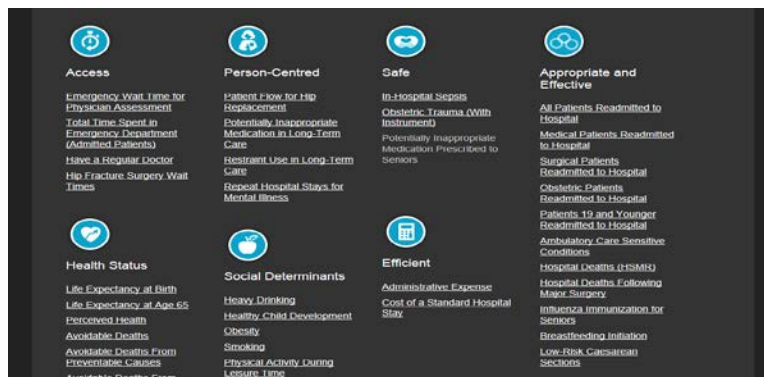 Access
Emergency Wait Time for
Physician Assessment
Total Time Spent in
Emergency Department
(Admitted Patients)
Have a Regular Doctor
Hip Fracture Surgery Wait
Times
Person-Centred
Patient Flow for Hip
Replacement
Potentially Inappropriate
Medication in Long-Term
Care
Restraint Use in Long-Term
Care
Repeat Hospital Stays for
Mental Illness
Safe
In-Hospital Sepsis
Obstetric Trauma (With
Instrument)
Potentially Inappropriate
Medication Prescribed to
Seniors
Appropriate and
Effective
All Patients Readmitted to
Hospital
Medical Patients Readmitted
to Hospital
Surgical Patients
Readmitted to Hospital
Obstetric Patients
Readmitted to Hospital
Patients 19 and Younger
Readmitted to Hospital
Ambulatory Care Sensitive
Conditions
Hospital Deaths (HSMR)
Hospital Deaths Following
Major Surgery
Influenza Immunization for
Seniors
Breastfeeding Initiation
Low-Risk Caesarean
Sections
Health Status
Life Expectancy at Birth
Life Expectancy at Age 65
Perceived Health
Avoidable Deaths
Avoidable Deaths From
Preventable Causes
Avoidable Deaths From
Social Determinants
Heavy Drinking
Healthy Child Development
Obesity
Smoking
Physical Activity During
Leisure Time
Efficient
Administrative Expense
Cost of a Standard Hospital
Stay